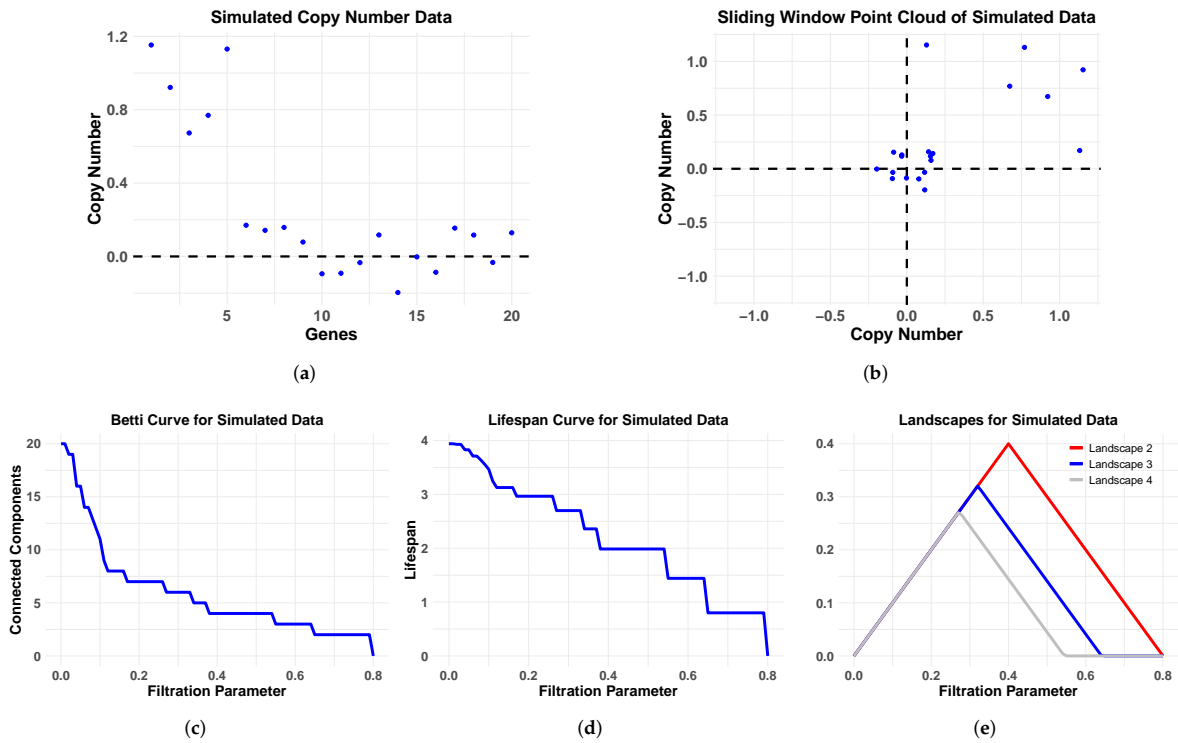 Simulated Copy Number Data
Copy Number
1.2
0.8
0.4
0.0
5
10
15
20
Genes
(a)
Sliding Window Point Cloud of Simulated Data
Copy Number
1.0
0.5
0.0
−0.5
−1.0
−1.0
−0.5
0.0
0.5
1.0
Copy Number
(b)
Betti Curve for Simulated Data
Connected Components
20
15
10
5
0
0.0
0.2
0.4
0.6
0.8
Filtration Parameter
(c)
Lifespan Curve for Simulated Data
Lifespan
4
3
2
1
0
0.0
0.2
0.4
0.6
0.8
Filtration Parameter
(d)
Landscapes for Simulated Data
0.4
0.3
0.2
0.1
0.0
Landscape 2
Landscape 3
Landscape 4
0.0
0.2
0.4
0.6
0.8
Filtration Parameter
(e)